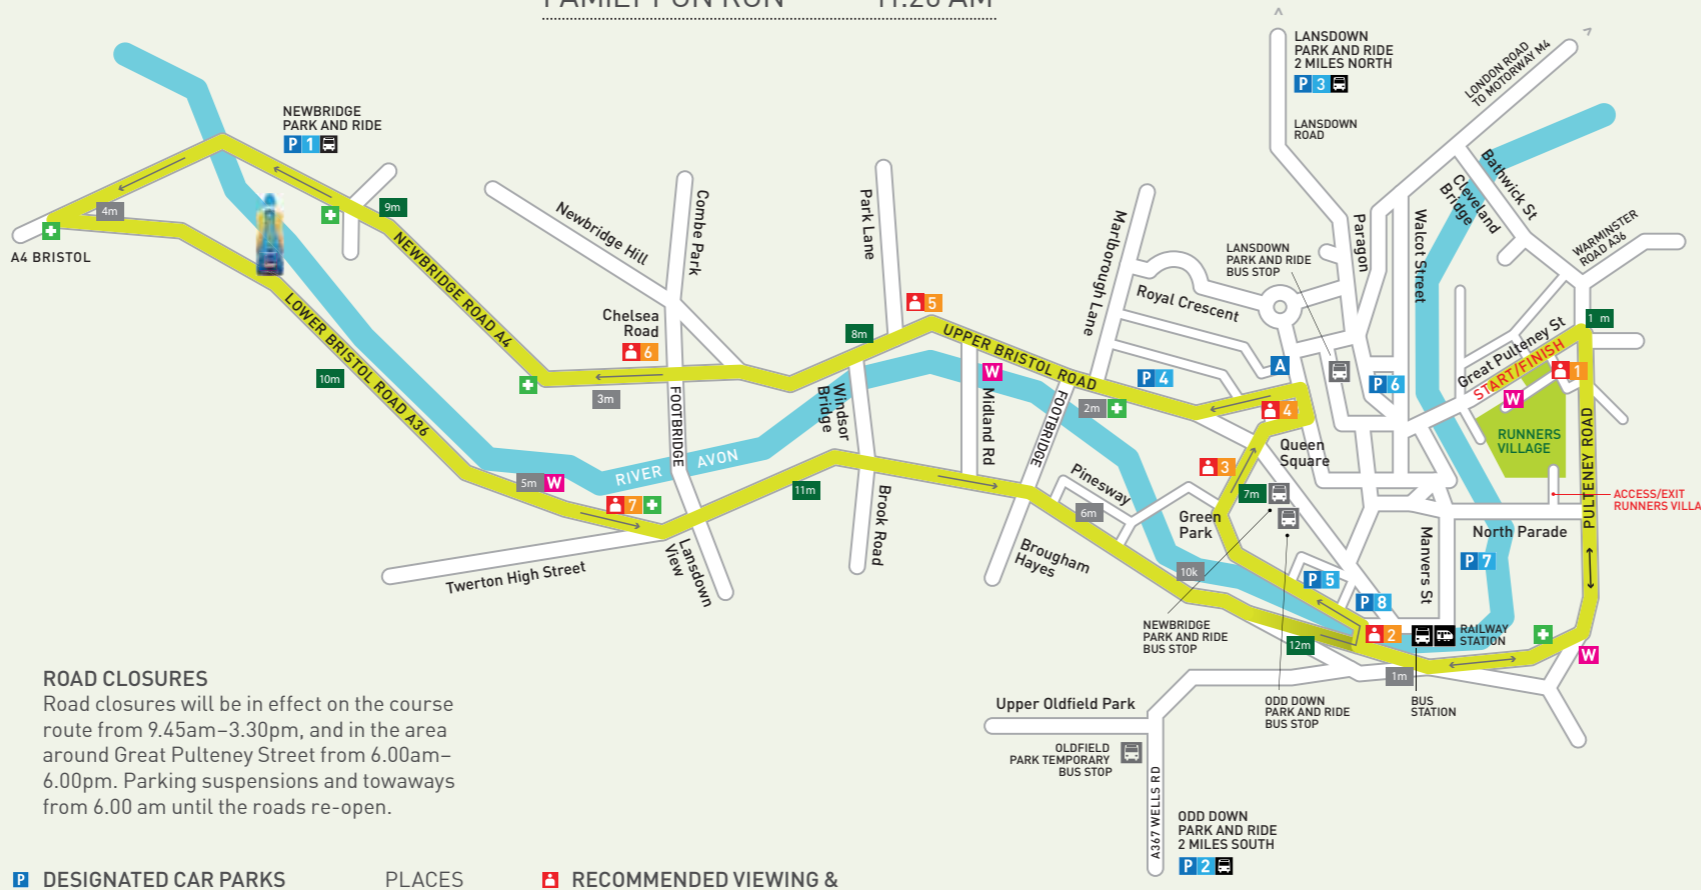 FAMILY FUN RUN 11.20 AM
LANSDOWN
PARK AND RIDE
2 MILES NORTH
P 3
LONDON ROAD
TO MOTORWAY M4
LANSDOWN
ROAD
NEWBRIDGE
PARK AND RIDE
P 1
4m
A4 BRISTOL
9m
NEWBRIDGE ROAD A4
LOWER BRISTOL ROAD A36
10m
Newbridge Hill
Combe Park
Park Lane
Marlborough Lane
Chelsea
Road
6
5
8m
3m
UPPER BRISTOL ROAD
W
2m
P 4
FOOTBRIDGE
FOOTBRIDGE
Windsor
Bridge
Midland Rd
RIVER AVON
5m W
7
11m
Twerton High Street
Lansdown
View
Brook Road
Brougham
Hayes
6m
Pinesway
10k
Royal Crescent
LANSDOWN
PARK AND RIDE
BUS STOP
Paragon
Walcot Street
Cleveland
Bridge
Bathwick St
WARMINSTER
ROAD A36
1 m
Great Pulteney St
START/FINISH
1
W
A
P 6
4
Queen
Square
3
7m
Green
Park
RUNNERS
VILLAGE
PULTENEY ROAD
ACCESS/EXIT
RUNNERS VILLA
North Parade
P 7
Manvers St
P 5
P 8
2
RAILWAY
STATION
W
12m
1m
BUS
STATION
NEWBRIDGE
PARK AND RIDE
BUS STOP
ODD DOWN
PARK AND RIDE
BUS STOP
Upper Oldfield Park
OLDFIELD
PARK TEMPORARY
BUS STOP
A367 WELLS RD
ODD DOWN
PARK AND RIDE
2 MILES SOUTH
P 2
ROAD CLOSURES
Road closures will be in effect on the course
route from 9.45am–3.30pm, and in the area
around Great Pulteney Street from 6.00am–
6.00pm. Parking suspensions and towaways
from 6.00 am until the roads re-open.
P DESIGNATED CAR PARKS PLACES
RECOMMENDED VIEWING &